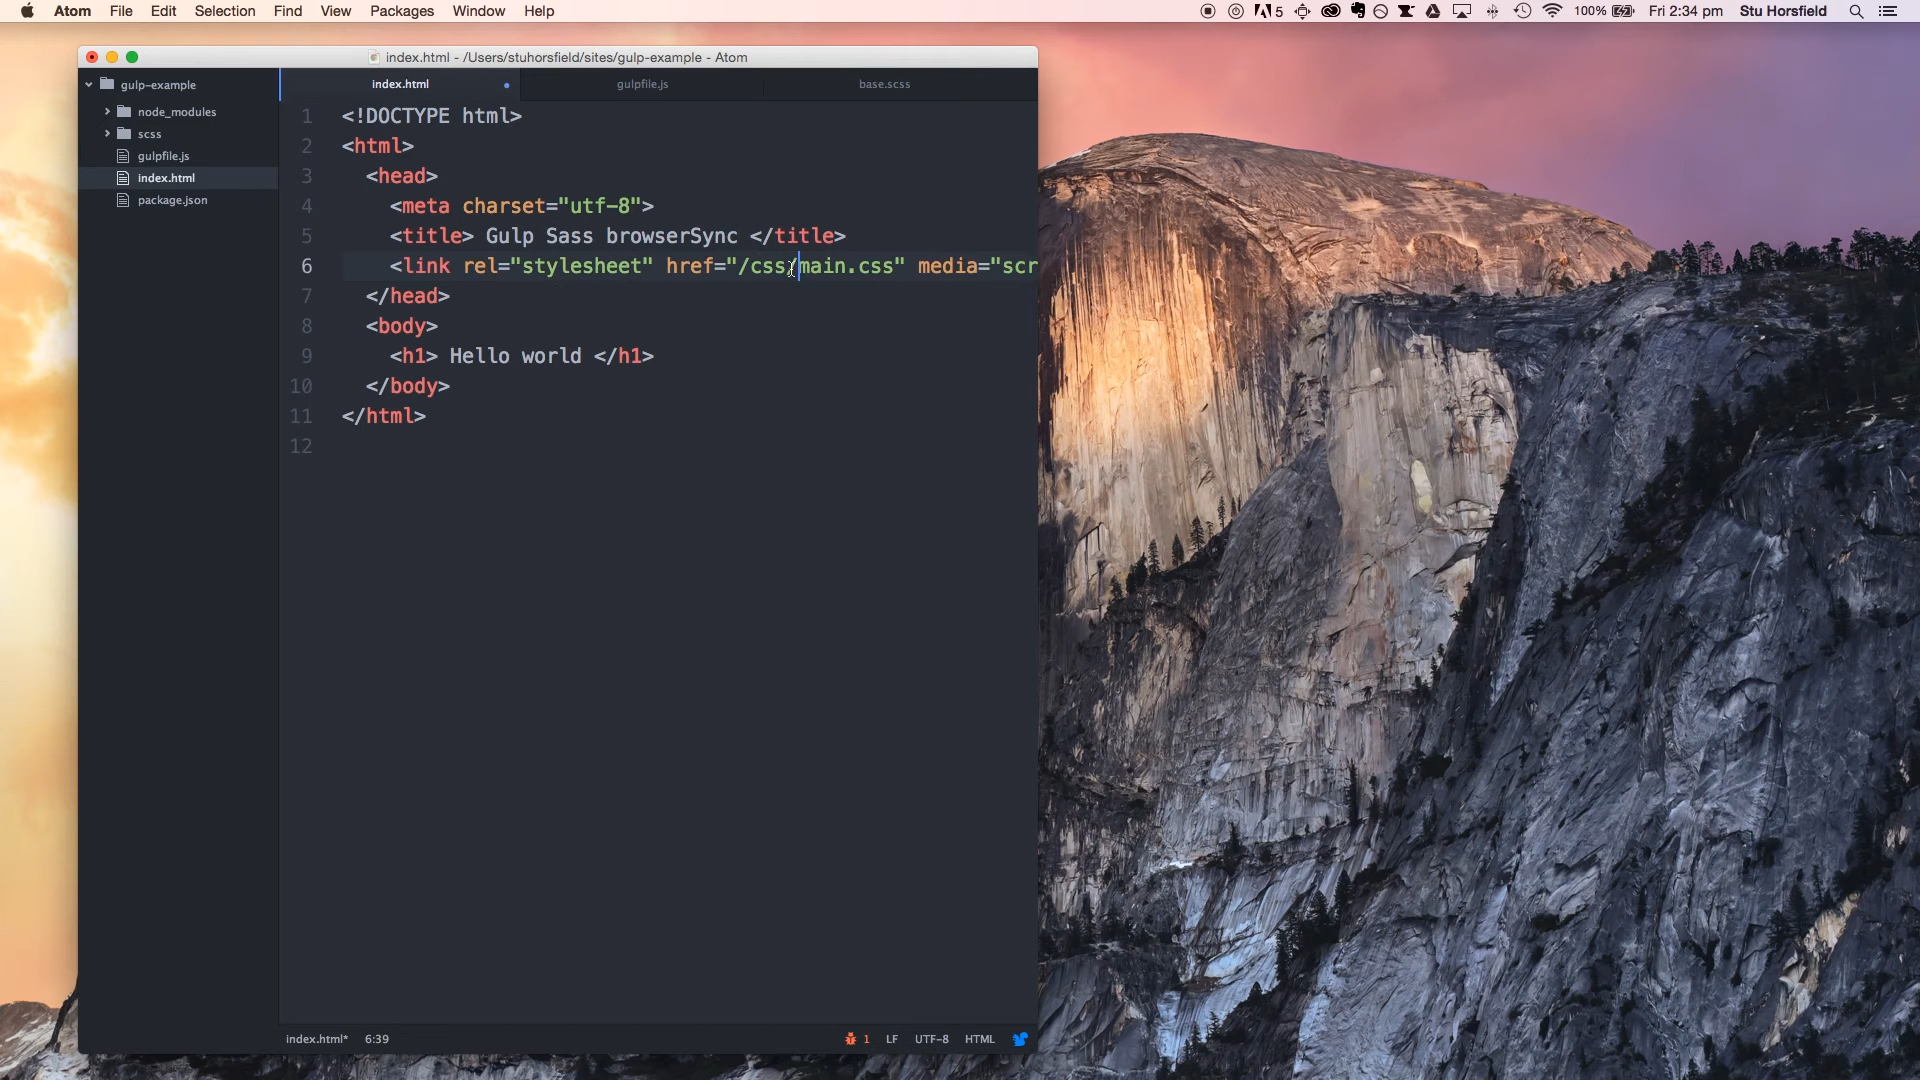 Atom File Edit Selection Find View Packages Window Help
5 100% Fri 2:34 pm Stu Horsfield
index.html - /Users/stuhorsfield/sites/gulp-example - Atom
gulp-example
node_modules
scss
gulpfile.js
index.html
package.json
index.html gulpfile.js base.scss
1 <!DOCTYPE html>
2 <html>
3 <head>
4 <meta charset="utf-8">
5 <title> Gulp Sass browserSync </title>
6 <link rel="stylesheet" href="/css/main.css" media="scr
7 </head>
8 <body>
9 <h1> Hello world </h1>
10 </body>
11 </html>
12
index.html* 6:39 1 LF UTF-8 HTML